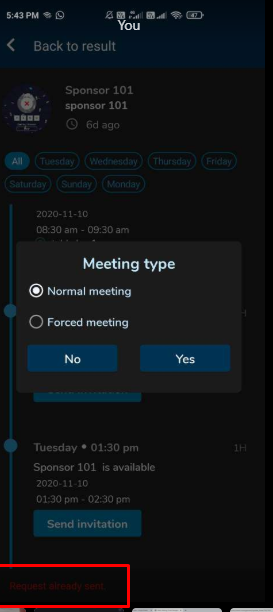 5:43 PM
47
You
Back to result
Sponsor 101
sponsor 101
6d ago
All
Tuesday
Wednesday
Thursday
Friday
Saturday
Sunday
Monday
2020-11-10
08:30 am - 09:30 am
Meeting type
Normal meeting
Forced meeting
No
Yes
Tuesday • 01:30 pm
1H
Sponsor 101 is available
2020-11-10
01:30 pm - 02:30 pm
Send invitation
Request already sent